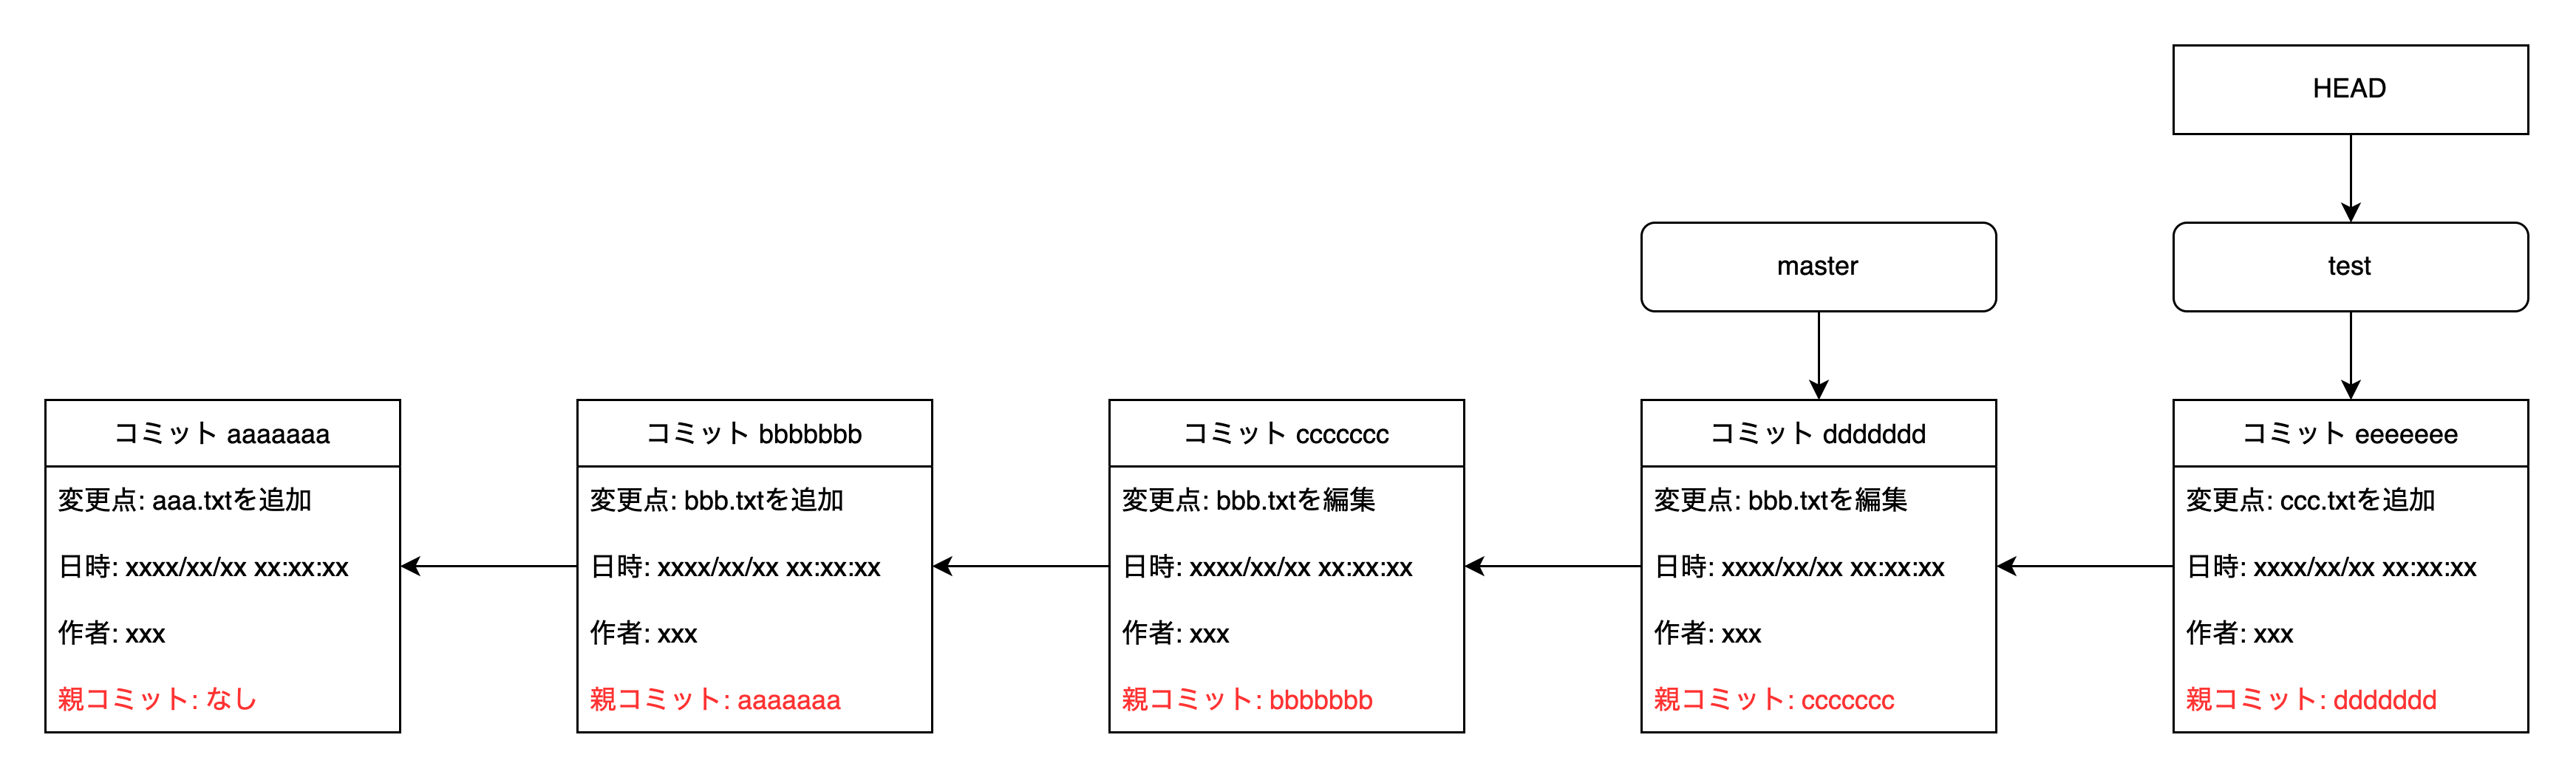 HEAD
master
test
コミット aaaaaaa
変更点: aaa.txtを追加
日時: xxxx/xx/xx xx:xx:xx
作者: xxx
親コミット: なし
コミット bbbbbbb
変更点: bbb.txtを追加
日時: xxxx/xx/xx xx:xx:xx
作者: xxx
親コミット: aaaaaaa
コミット ccccccc
変更点: bbb.txtを編集
日時: xxxx/xx/xx xx:xx:xx
作者: xxx
親コミット: bbbbbbb
コミット ddddddd
変更点: bbb.txtを編集
日時: xxxx/xx/xx xx:xx:xx
作者: xxx
親コミット: ccccccc
コミット eeeeeee
変更点: ccc.txtを追加
日時: xxxx/xx/xx xx:xx:xx
作者: xxx
親コミット: ddddddd